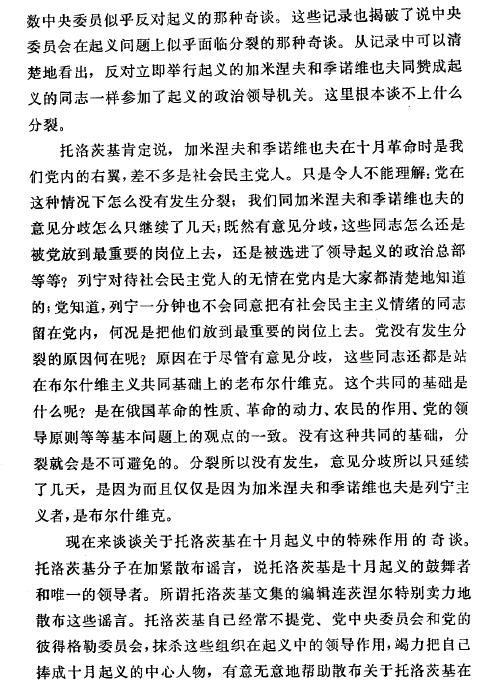 数中央委员似乎反对起义的那种奇谈。这些记录也揭破了说中央
委员会在起义问题上似乎面临分裂的那种奇谈。从记录中可以清
楚地看出，反对立即举行起义的加米涅夫和季诺维也夫同赞成起
义的同志一样参加了起义的政治领导机关。这里根本谈不上什么
分裂。
托洛茨基肯定说，加米涅夫和季诺维也夫在十月革命时是我
们党内的右翼，差不多是社会民主党人。只是令人不能理解：党在
这种情况下怎么没有发生分裂；我们同加米涅夫和季诺维也夫的
意见分歧怎么只继续了几天；既然有意见分歧，这些同志怎么还是
被党放到最重要的岗位上去，还是被选进了领导起义的政治总部
等等？列宁对待社会民主党人的无情在党内是大家都清楚地知道
的；党知道，列宁一分钟也不会同意把有社会民主主义情绪的同志
留在党内，何况是把他们放到最重要的岗位上去。党没有发生分
裂的原因何在呢？原因在于尽管有意见分歧，这些同志还都是站
在布尔什维主义共同基础上的老布尔什维克。这个共同的基础是
什么呢？是在俄国革命的性质、革命的动力、农民的作用、党的领
导原则等等基本问题上的观点的一致。没有这种共同的基础，分
裂就会是不可避免的。分裂所以没有发生，意见分歧所以只延续
了几天，是因为而且仅仅是因为加米涅夫和季诺维也夫是列宁主
义者，是布尔什维克。
现在来谈谈关于托洛茨基在十月起义中的特殊作用的奇谈。
托洛茨基分子在加紧散布谣言，说托洛茨基是十月起义的鼓舞者
和唯一的领导者。所谓托洛茨基文集的编辑连茨涅尔特别卖力地
散布这些谣言。托洛茨基自己经常不提党、党中央委员会和党的
彼得格勒委员会，抹杀这些组织在起义中的领导作用，竭力把自己
捧成十月起义的中心人物，有意无意地帮助散布关于托洛茨基在